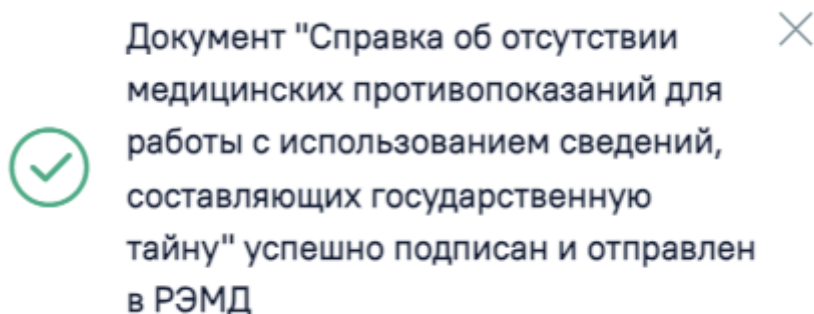 Документ "Справка об отсутствии
медицинских противопоказаний для
работы с использованием сведений,
составляющих государственную
тайну" успешно подписан и отправлен
в РЭМД